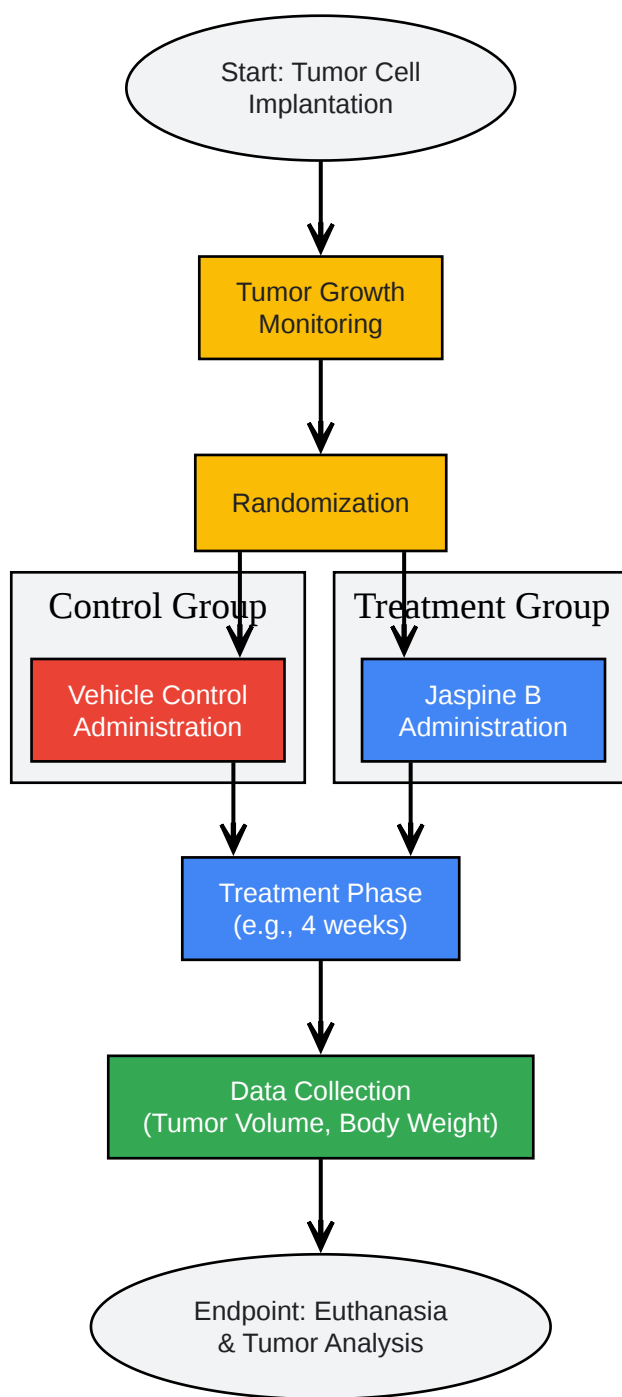 Start: Tumor Cell
Implantation
Tumor Growth
Monitoring
Randomization
Control Group
Treatment Group
Vehicle Control
Administration
Jaspine B
Administration
Treatment Phase
(e.g., 4 weeks)
Data Collection
(Tumor Volume, Body Weight)
Endpoint: Euthanasia
& Tumor Analysis